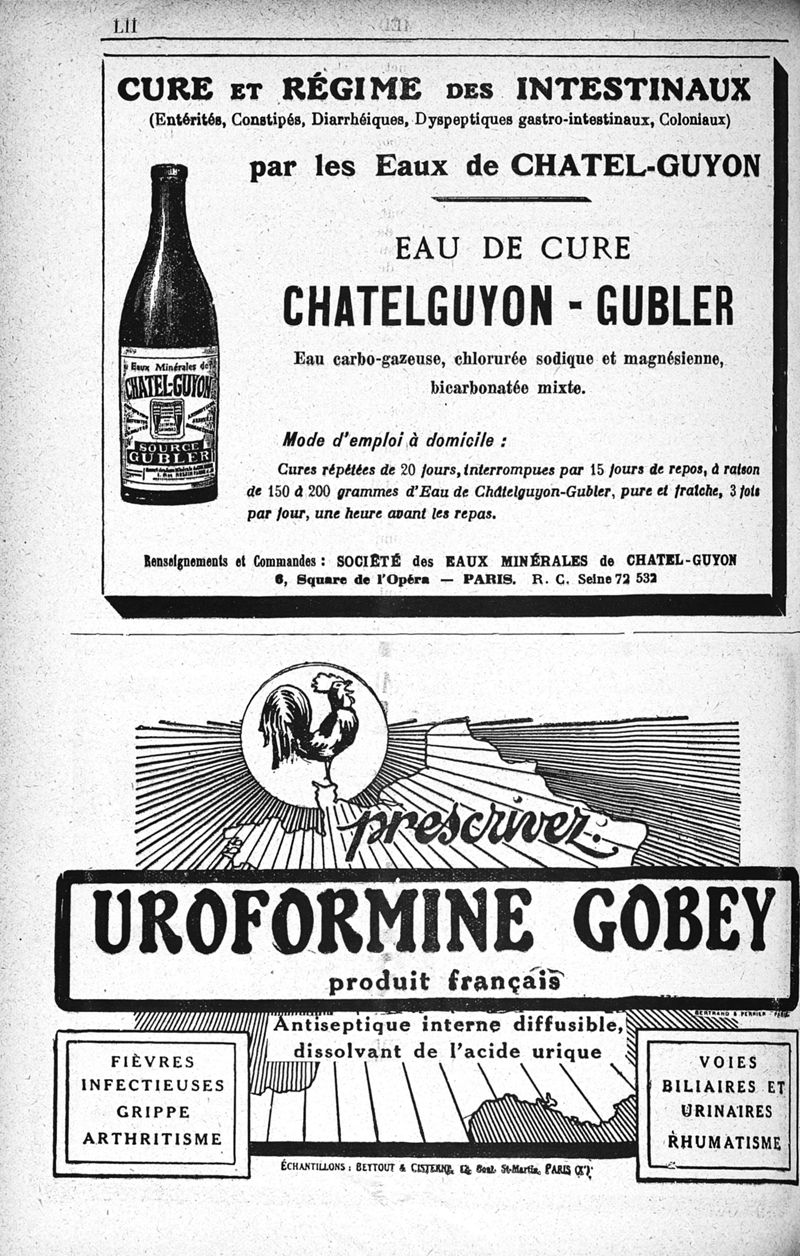 LII
CURE ET RÉGIME DES INTESTINAUX
(Entérités, Constipés, Diarrhéiques, Dyspeptiques gastro-intestinaux, Coloniaux)
par les Eaux de CHATEL-GUYON
EAU DE CURE
CHATELGUYON - GUBLER
Eau carbo-gazeuse, chlorurée sodique et magnésienne,
bicarbonatée mixte.
Eaux Minérales de
CHATEL-GUYON
SOURCE
GUBLER
Mode d'emploi à domicile :
Cures répétées de 20 jours, interrompues par 15 jours de repos, à raison
de 150 à 200 grammes d'Eau de Châtelguyon-Gubler, pure et fraîche, 3 fois
par jour, une heure avant les repas.
Renseignements et Commandes : SOCIÉTÉ des EAUX MINÉRALES de CHATEL-GUYON
6, Square de l'Opéra — PARIS. R. C. Seine 72 532
prescrivez :
UROFORMINE GOBEY
produit français
BERTRAND & PERRIER PARIS
Antiseptique interne diffusible,
dissolvant de l'acide urique
FIÈVRES
INFECTIEUSES
GRIPPE
ARTHRITISME
VOIES
BILIAIRES ET
URINAIRES
RHUMATISME
ÉCHANTILLONS : BETTOUT & CISTERNE, 12, Boul. St-Martin, PARIS (X°)